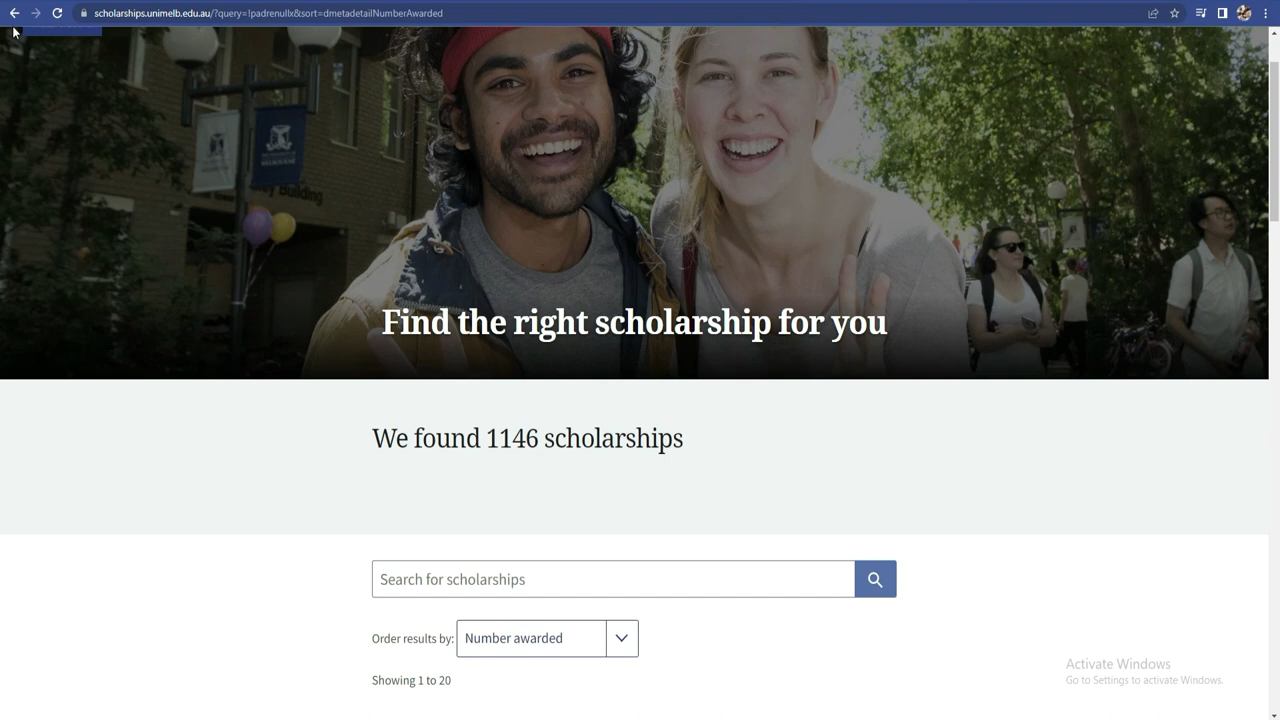 scholarships.unimelb.edu.au/?query=!padrenullx&sort=dmetadetailNumberAwarded
MELBOURNE
Building
Find the right scholarship for you
We found 1146 scholarships
Search for scholarships
Order results by: Number awarded
Showing 1 to 20
Activate Windows
Go to Settings to activate Windows.